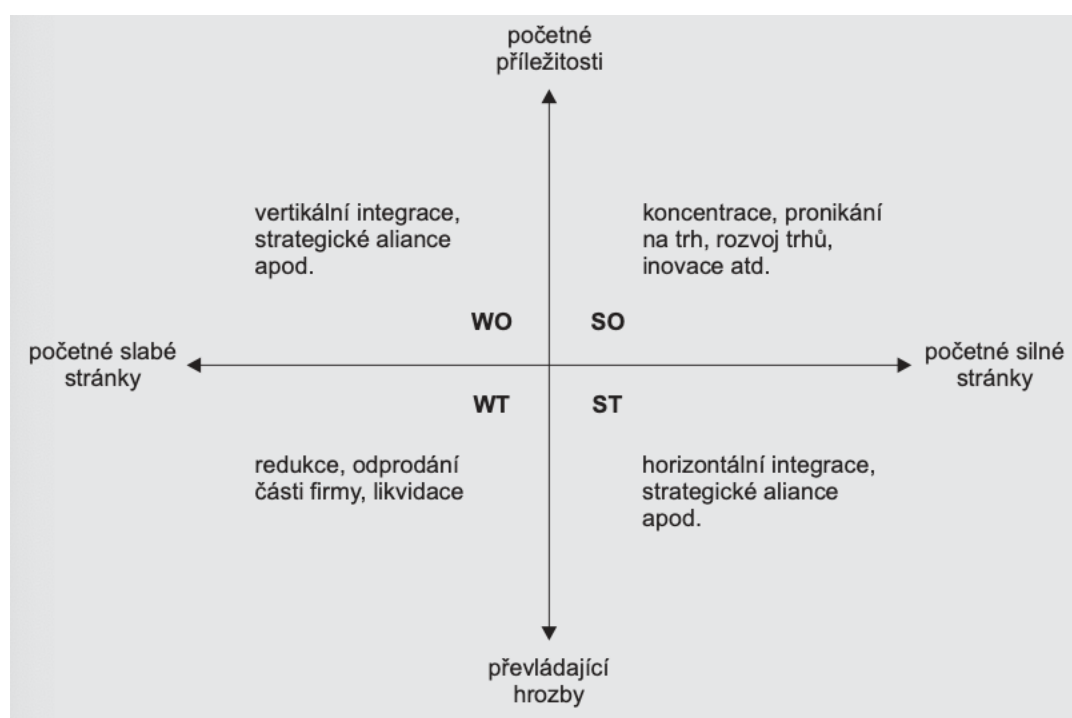 početné
příležitosti
vertikální integrace,
strategické aliance
apod.
koncentrace, pronikání
na trh, rozvoj trhů,
inovace atd.
WO
SO
početné slabé
stránky
početné silné
stránky
WT
ST
redukce, odprodání
části firmy, likvidace
horizontální integrace,
strategické aliance
apod.
převládající
hrozby